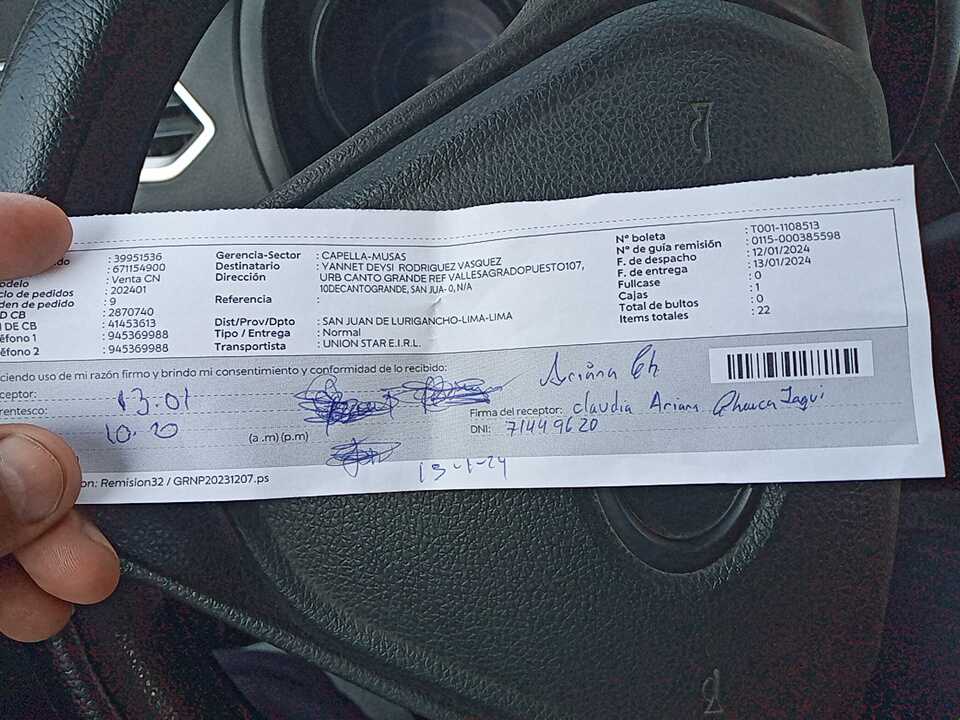 do : 39951536
: 671154900
odelo : Venta CN
clo de pedidos : 202401
den de pedido : 9
D CB : 2870740
I DE CB : 41453613
éfono 1 : 945369988
éfono 2 : 945369988
Gerencia-Sector : CAPELLA-MUSAS
Destinatario : YANNET DEYSI RODRIGUEZ VASQUEZ
Dirección : URB CANTO GRANDE REF VALLESAGRADOPUESTO107,
10DECANTOGRANDE, SAN JUA- 0, N/A
Referencia :
Dist/Prov/Dpto : SAN JUAN DE LURIGANCHO-LIMA-LIMA
Tipo / Entrega : Normal
Transportista : UNION STAR E.I.R.L.
N° boleta : T001-1108513
N° de guía remisión : 0115-000385598
F. de despacho : 12/01/2024
F. de entrega : 13/01/2024
Fullcase : 0
Cajas : 1
Total de bultos : 0
Items totales : 22
ciendo uso de mi razón firmo y brindo mi consentimiento y conformidad de lo recibido:
ceptor: 13.01
rentesco: 10:20 (a .m) (p.m)
Ariana Ch.
Firma del receptor: Claudia Ariana Chauca Jagui
DNI: 71449620
13-1-24
on: Remision32 / GRNP20231207.ps